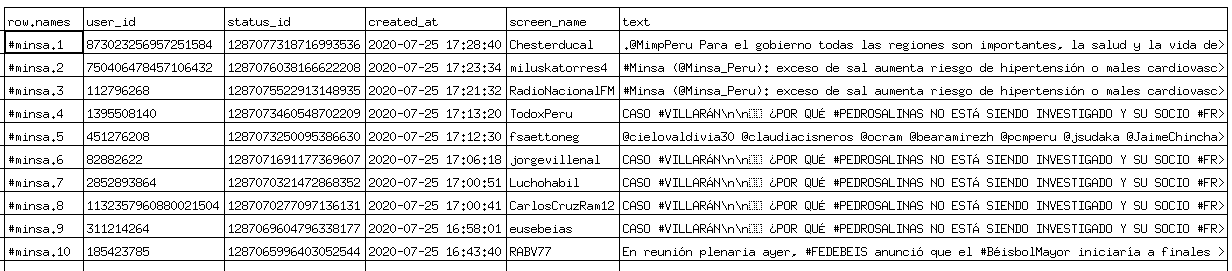 row.names user_id status_id created_at screen_name text
#minsa.1 873023256957251584 1287077318716993536 2020-07-25 17:28:40 Chesterducal .@MimpPeru Para el gobierno todas las regiones son importantes, la salud y la vida de>
#minsa.2 750406478457106432 1287076038166622208 2020-07-25 17:23:34 miluskatorres4 #Minsa (@Minsa_Peru): exceso de sal aumenta riesgo de hipertensión o males cardiovasc>
#minsa.3 112796268 1287075522913148935 2020-07-25 17:21:32 RadioNacionalFM #Minsa (@Minsa_Peru): exceso de sal aumenta riesgo de hipertensión o males cardiovasc>
#minsa.4 1395508140 1287073460548702209 2020-07-25 17:13:20 TodoxPeru CASO #VILLARÁN\n\n ¿POR QUÉ #PEDROSALINAS NO ESTÁ SIENDO INVESTIGADO Y SU SOCIO #FR>
#minsa.5 451276208 1287073250095386630 2020-07-25 17:12:30 fsaettoneg @cielovaldivia30 @claudiacisneros @ocram @bearamirezh @pcmperu @jsudaka @JaimeChincha>
#minsa.6 82882622 1287071691177369607 2020-07-25 17:06:18 jorgevillenal CASO #VILLARÁN\n\n ¿POR QUÉ #PEDROSALINAS NO ESTÁ SIENDO INVESTIGADO Y SU SOCIO #FR>
#minsa.7 2852893864 1287070321472868352 2020-07-25 17:00:51 Luchohabil CASO #VILLARÁN\n\n ¿POR QUÉ #PEDROSALINAS NO ESTÁ SIENDO INVESTIGADO Y SU SOCIO #FR>
#minsa.8 1132357960880021504 1287070277097136131 2020-07-25 17:00:41 CarlosCruzRam12 CASO #VILLARÁN\n\n ¿POR QUÉ #PEDROSALINAS NO ESTÁ SIENDO INVESTIGADO Y SU SOCIO #FR>
#minsa.9 311214264 1287069604796338177 2020-07-25 16:58:01 eusebeias CASO #VILLARÁN\n\n ¿POR QUÉ #PEDROSALINAS NO ESTÁ SIENDO INVESTIGADO Y SU SOCIO #FR>
#minsa.10 185423785 1287065996403052544 2020-07-25 16:43:40 RABV77 En reunión plenaria ayer, #FEDEBEIS anunció que el #BéisbolMayor iniciaría a finales >